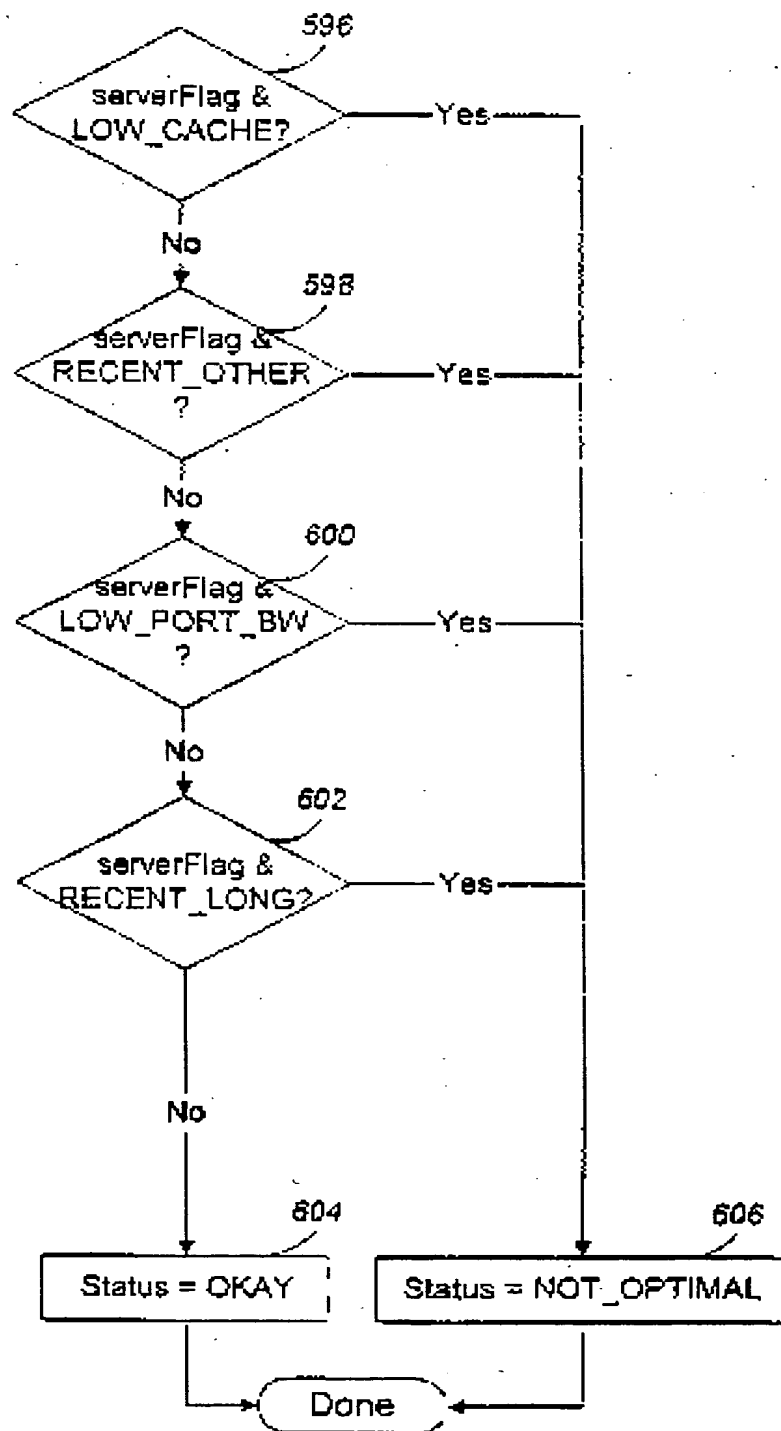 596
serverFlag &
LOW_CACHE?
Yes
No
598
serverFlag &
RECENT_OTHER
?
Yes
No
600
serverFlag &
LOW_PORT_BW
?
Yes
No
602
serverFlag &
RECENT_LONG?
Yes
No
604
Status = OKAY
606
Status = NOT_OPTIMAL
Done